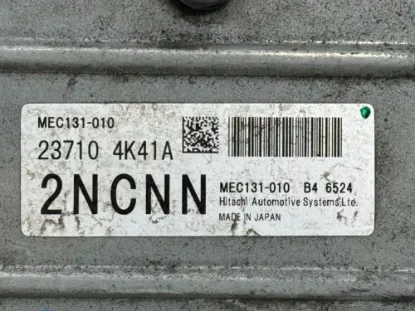 MEC131-010
23710 4K41A
2NCNN
MEC131-010 B4 6524
Hitachi Automotive Systems,Ltd.
MADE IN JAPAN